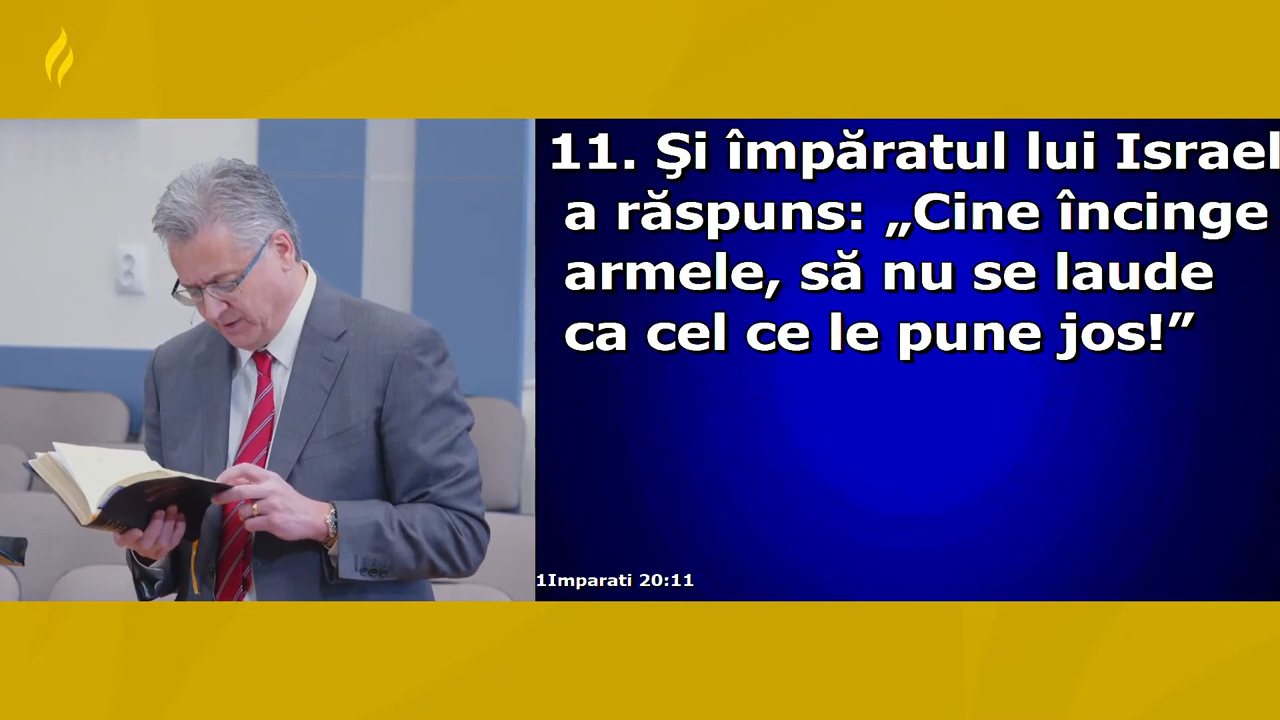 11. Şi împăratul lui Israel
a răspuns: „Cine încinge
armele, să nu se laude
ca cel ce le pune jos!”
1Imparati 20:11